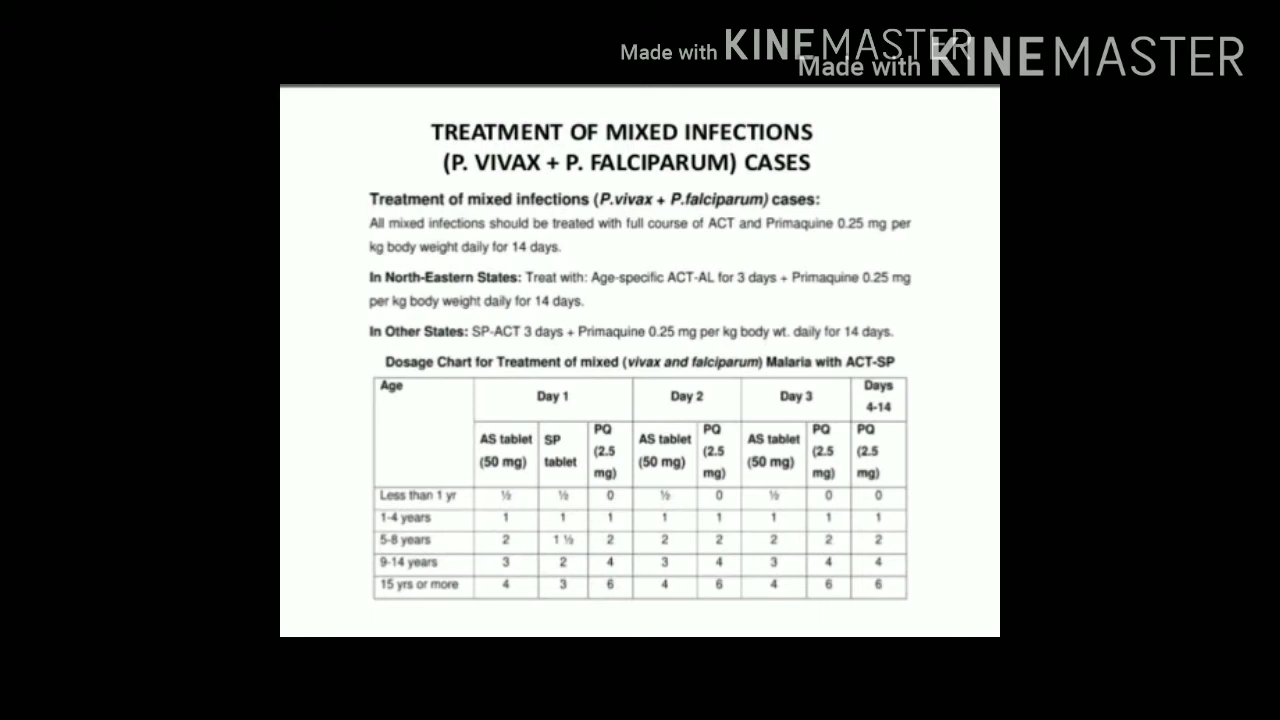 Made with KINEMASTER
Made with KINEMASTER
TREATMENT OF MIXED INFECTIONS
(P. VIVAX + P. FALCIPARUM) CASES
Treatment of mixed infections (P.vivax + P.falciparum) cases:
All mixed infections should be treated with full course of ACT and Primaquine 0.25 mg per
kg body weight daily for 14 days.
In North-Eastern States: Treat with: Age-specific ACT-AL for 3 days + Primaquine 0.25 mg
per kg body weight daily for 14 days.
In Other States: SP-ACT 3 days + Primaquine 0.25 mg per kg body wt. daily for 14 days.
Dosage Chart for Treatment of mixed (vivax and falciparum) Malaria with ACT-SP
Age Day 1 Day 2 Day 3 Days
4-14
AS tablet SP PQ AS tablet PQ AS tablet PQ PQ
(50 mg) tablet (2.5 (50 mg) (2.5 (50 mg) (2.5 (2.5
mg) mg) mg) mg)
Less than 1 yr ½ ½ 0 ½ 0 ½ 0 0
1-4 years 1 1 1 1 1 1 1 1
5-8 years 2 1 ½ 2 2 2 2 2 2
9-14 years 3 2 4 3 4 3 4 4
15 yrs or more 4 3 6 4 6 4 6 6